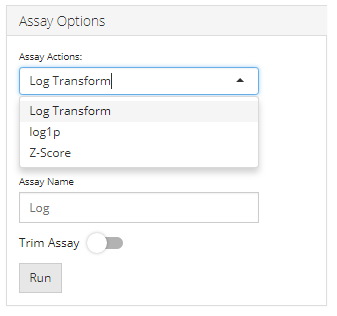 Assay Options
Assay Actions:
Log Transform
Log Transform
log1p
Z-Score
Assay Name
Log
Trim Assay
Run